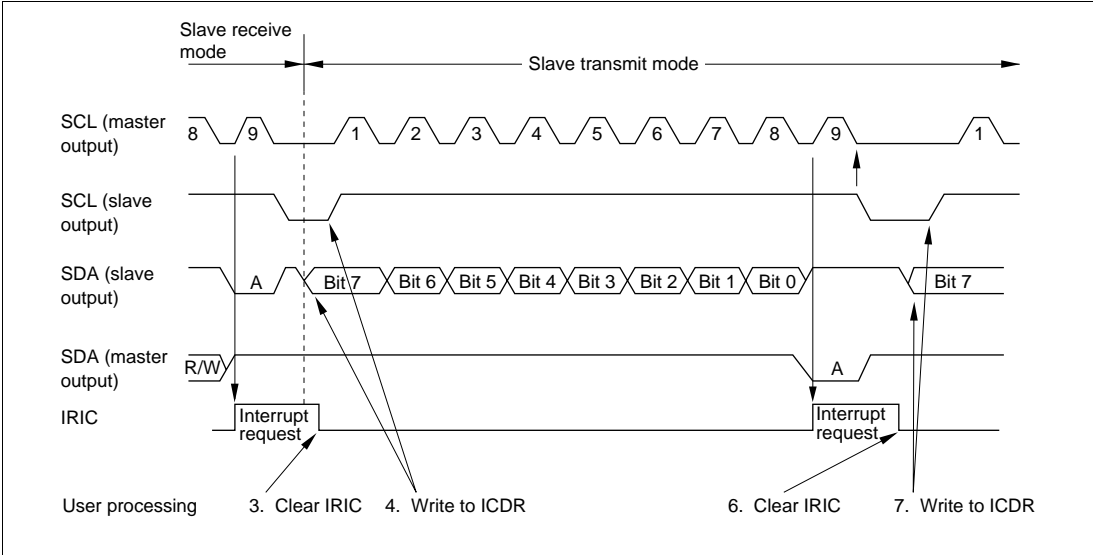 Slave receive
mode
Slave transmit mode
SCL (master
output)
8 9 1 2 3 4 5 6 7 8 9 1
SCL (slave
output)
SDA (slave
output)
A Bit 7 Bit 6 Bit 5 Bit 4 Bit 3 Bit 2 Bit 1 Bit 0 Bit 7
SDA (master
output)
R/W A
IRIC
Interrupt
request
Interrupt
request
User processing 3. Clear IRIC 4. Write to ICDR 6. Clear IRIC 7. Write to ICDR